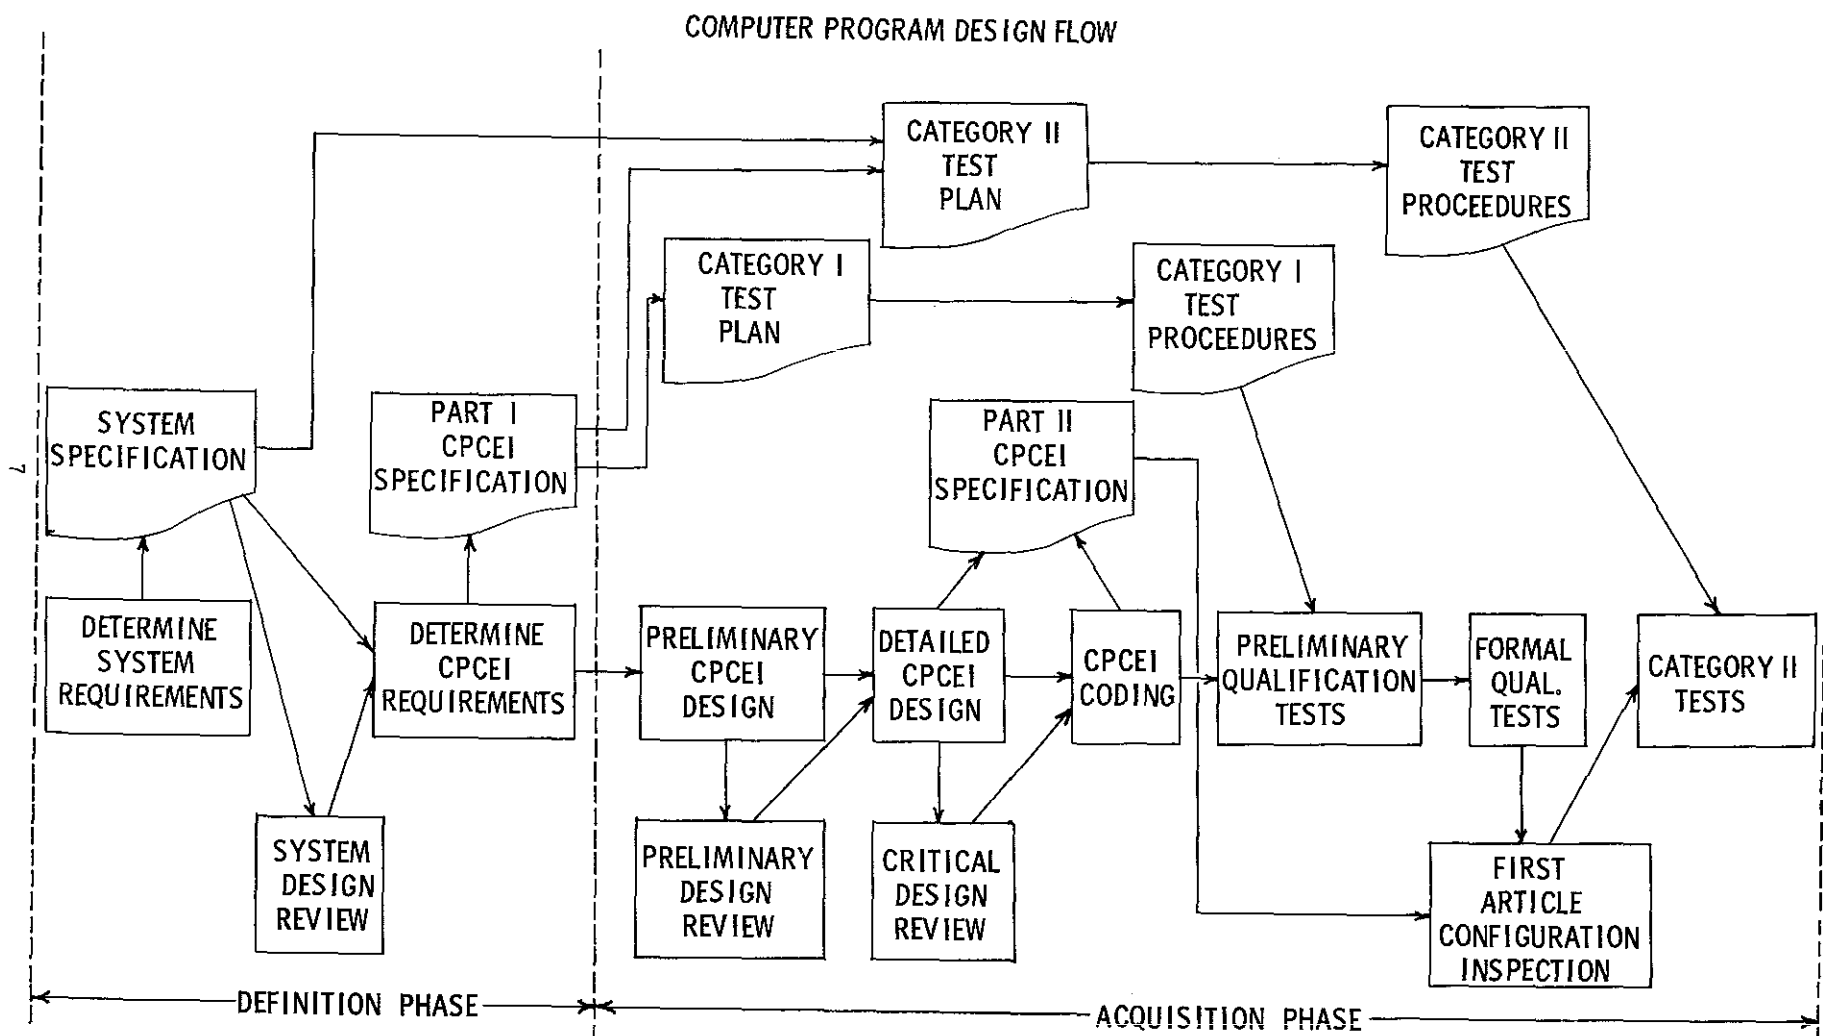 COMPUTER PROGRAM DESIGN FLOW
CATEGORY II
TEST
PLAN
CATEGORY II
TEST
PROCEEDURES
CATEGORY I
TEST
PLAN
CATEGORY I
TEST
PROCEEDURES
SYSTEM
SPECIFICATION
PART I
CPCEI
SPECIFICATION
PART II
CPCEI
SPECIFICATION
7
DETERMINE
SYSTEM
REQUIREMENTS
DETERMINE
CPCEI
REQUIREMENTS
PRELIMINARY
CPCEI
DESIGN
DETAILED
CPCEI
DESIGN
CPCEI
CODING
PRELIMINARY
QUALIFICATION
TESTS
FORMAL
QUAL.
TESTS
CATEGORY II
TESTS
SYSTEM
DESIGN
REVIEW
PRELIMINARY
DESIGN
REVIEW
CRITICAL
DESIGN
REVIEW
FIRST
ARTICLE
CONFIGURATION
INSPECTION
DEFINITION PHASE
ACQUISITION PHASE